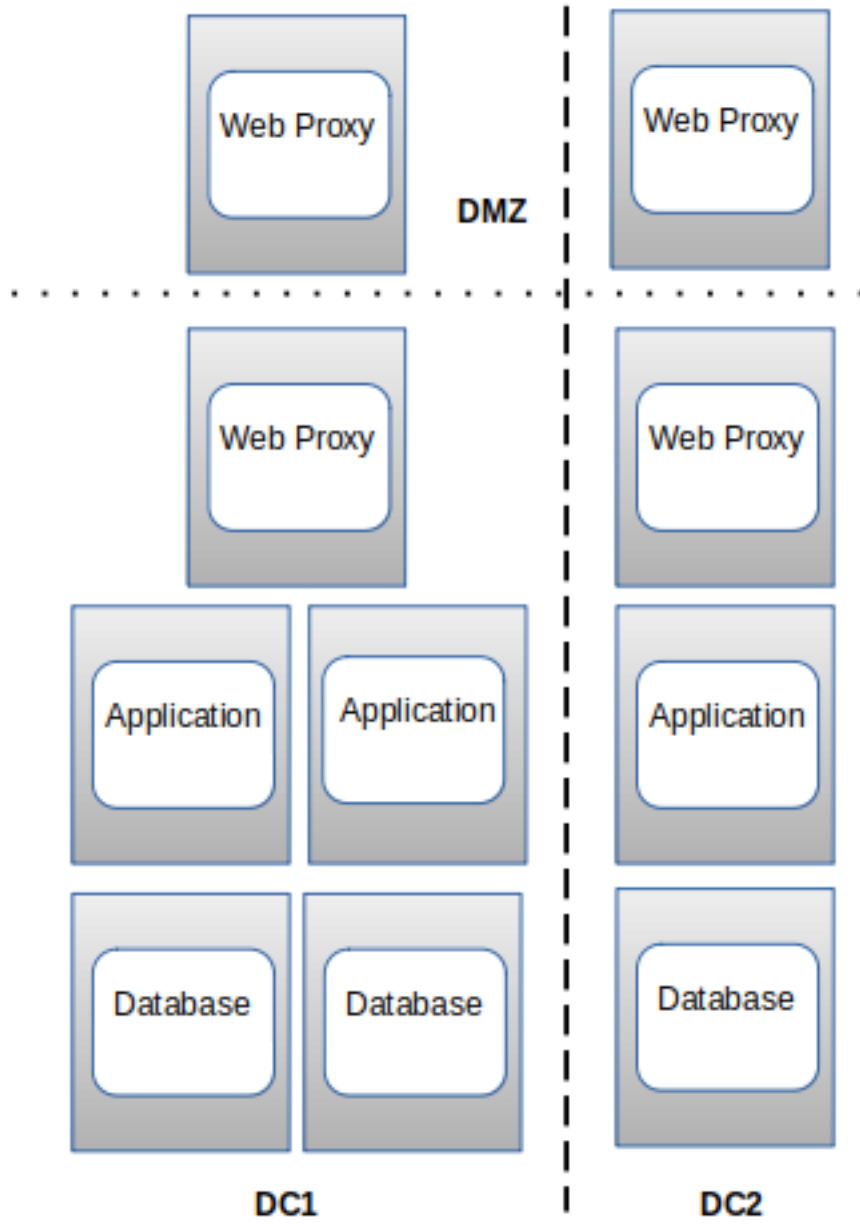 Web Proxy
Web Proxy
DMZ
Web Proxy
Web Proxy
Application
Application
Application
Database
Database
Database
DC1
DC2